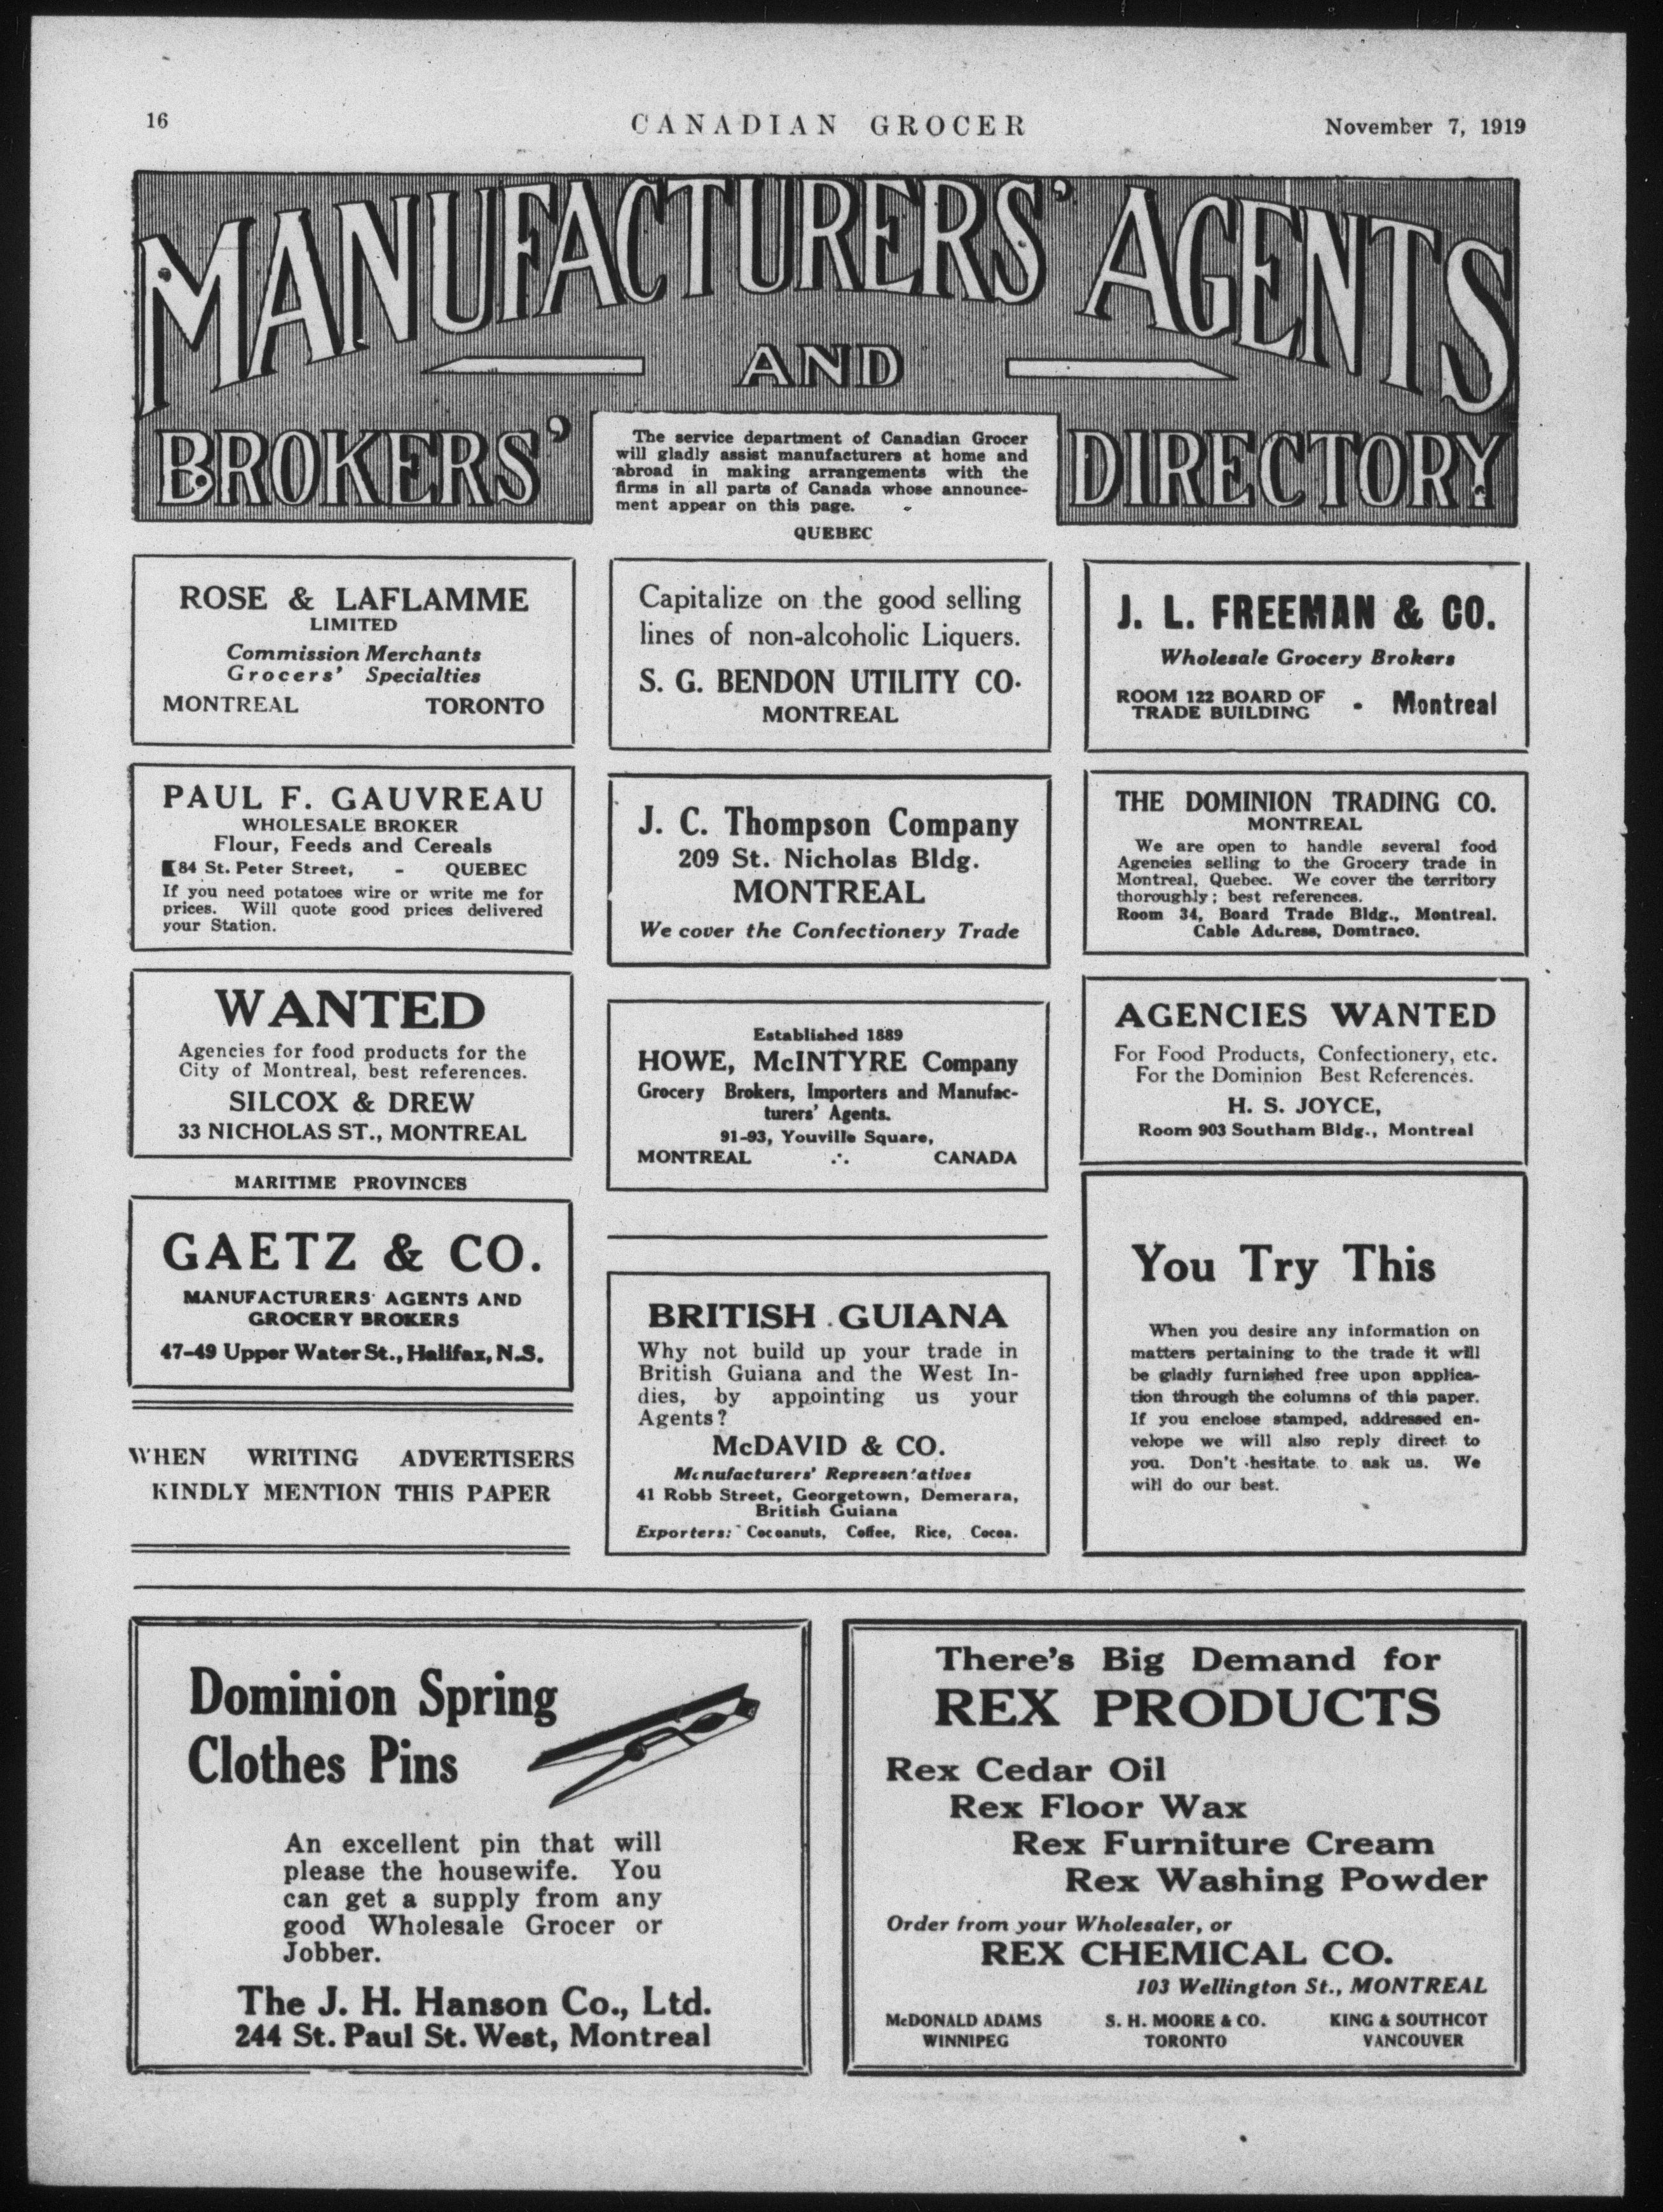 16
CANADIAN GROCER
November 7, 1919
MANUFACTURERS' AGENTS
AND
BROKERS' DIRECTORY
The service department of Canadian Grocer
will gladly assist manufacturers at home and
abroad in making arrangements with the
firms in all parts of Canada whose announce-
ment appear on this page.
QUEBEC
ROSE & LAFLAMME
LIMITED
Commission Merchants
Grocers' Specialties
MONTREAL TORONTO
Capitalize on the good selling
lines of non-alcoholic Liquers.
S. G. BENDON UTILITY CO.
MONTREAL
J. L. FREEMAN & CO.
Wholesale Grocery Brokers
ROOM 122 BOARD OF
TRADE BUILDING - Montreal
PAUL F. GAUVREAU
WHOLESALE BROKER
Flour, Feeds and Cereals
84 St. Peter Street, - QUEBEC
If you need potatoes wire or write me for
prices. Will quote good prices delivered
your Station.
J. C. Thompson Company
209 St. Nicholas Bldg.
MONTREAL
We cover the Confectionery Trade
THE DOMINION TRADING CO.
MONTREAL
We are open to handle several food
Agencies selling to the Grocery trade in
Montreal, Quebec. We cover the territory
thoroughly; best references.
Room 34, Board Trade Bldg., Montreal.
Cable Address, Domtraco.
WANTED
Agencies for food products for the
City of Montreal, best references.
SILCOX & DREW
33 NICHOLAS ST., MONTREAL
Established 1889
HOWE, McINTYRE Company
Grocery Brokers, Importers and Manufac-
turers' Agents.
91-93, Youville Square,
MONTREAL ∴ CANADA
AGENCIES WANTED
For Food Products, Confectionery, etc.
For the Dominion Best References.
H. S. JOYCE,
Room 903 Southam Bldg., Montreal
MARITIME PROVINCES
GAETZ & CO.
MANUFACTURERS' AGENTS AND
GROCERY BROKERS
47-49 Upper Water St., Halifax, N.S.
WHEN WRITING ADVERTISERS
KINDLY MENTION THIS PAPER
BRITISH GUIANA
Why not build up your trade in
British Guiana and the West In-
dies, by appointing us your
Agents?
McDAVID & CO.
Manufacturers' Representatives
41 Robb Street, Georgetown, Demerara,
British Guiana
Exporters: Cocoanuts, Coffee, Rice, Cocoa.
You Try This
When you desire any information on
matters pertaining to the trade it will
be gladly furnished free upon applica-
tion through the columns of this paper.
If you enclose stamped, addressed en-
velope we will also reply direct to
you. Don't hesitate to ask us. We
will do our best.
Dominion Spring
Clothes Pins
An excellent pin that will
please the housewife. You
can get a supply from any
good Wholesale Grocer or
Jobber.
The J. H. Hanson Co., Ltd.
244 St. Paul St. West, Montreal
There's Big Demand for
REX PRODUCTS
Rex Cedar Oil
Rex Floor Wax
Rex Furniture Cream
Rex Washing Powder
Order from your Wholesaler, or
REX CHEMICAL CO.
103 Wellington St., MONTREAL
McDONALD ADAMS S. H. MOORE & CO. KING & SOUTHCOT
WINNIPEG TORONTO VANCOUVER